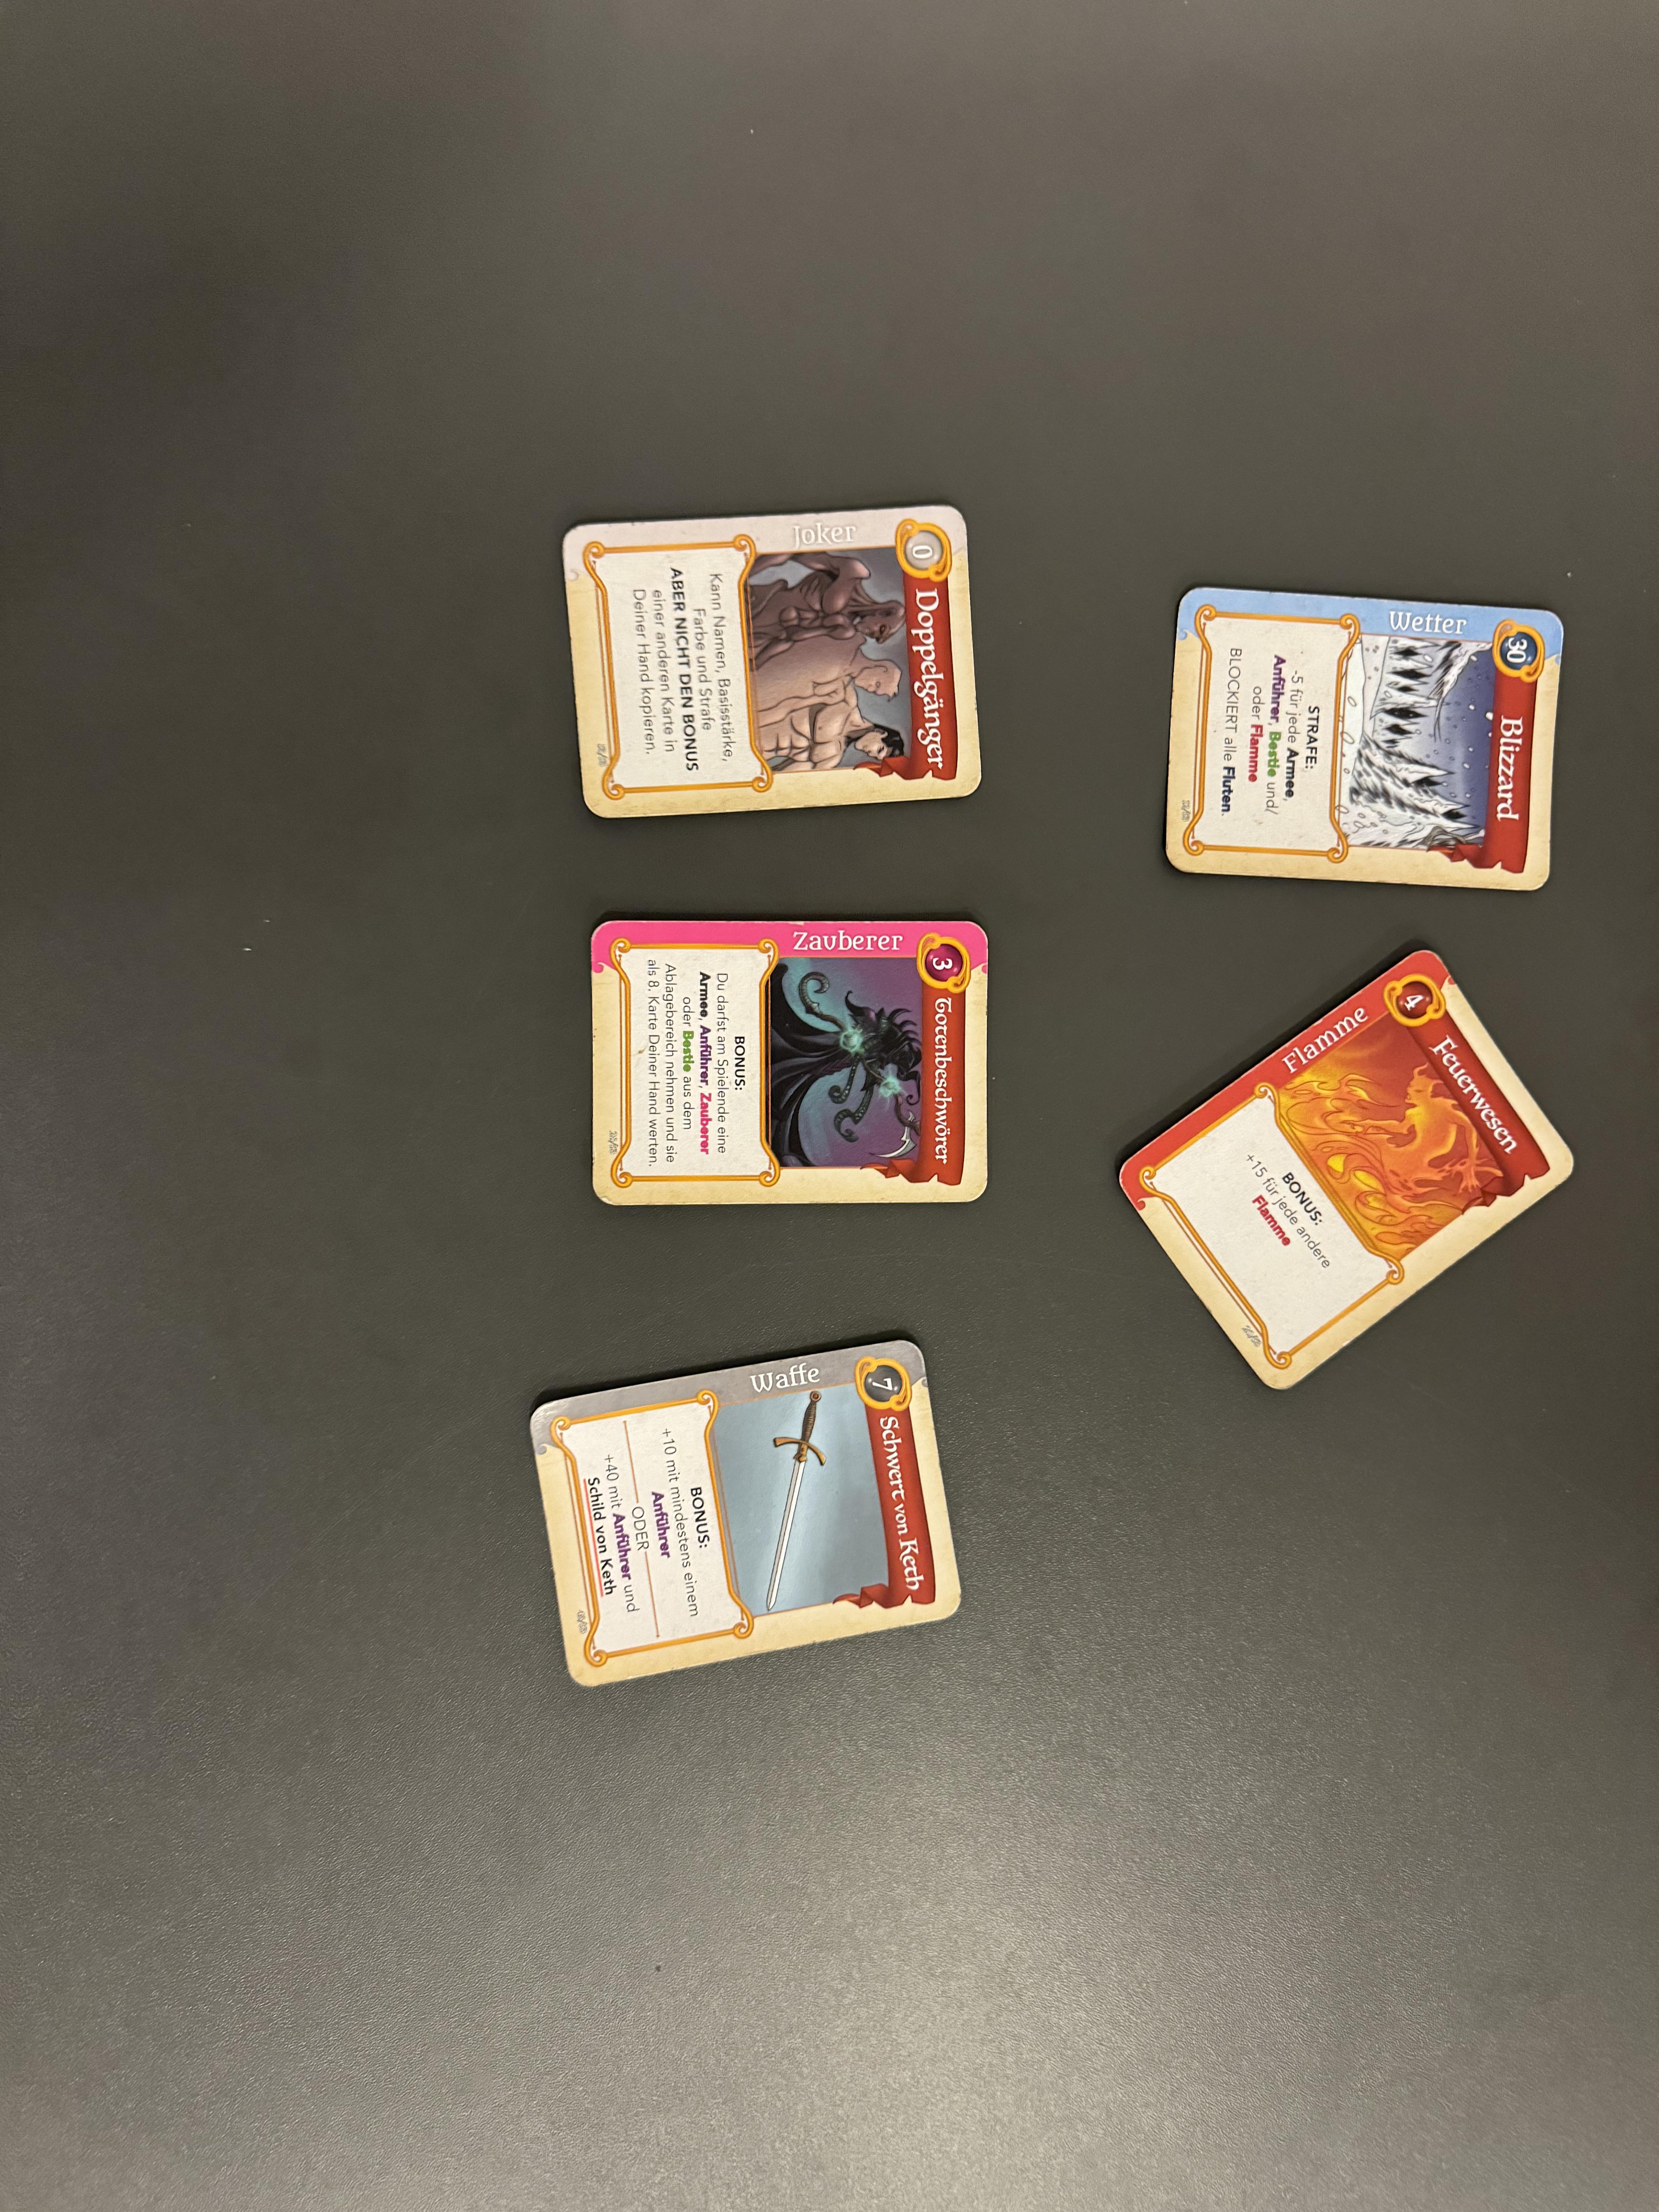 30
Blizzard
Wetter
STRAFE:
-5 für jede Armee,
Anführer, Bestie und/
oder Flamme
BLOCKIERT alle Fluten.
4
Feuerwesen
Flamme
BONUS:
+15 für jede andere
Flamme
0
Doppelgänger
Joker
Kann Namen, Basisstärke,
Farbe und Strafe
ABER NICHT DEN BONUS
einer anderen Karte in
Deiner Hand kopieren.
3
Totenbeschwörer
Zauberer
BONUS:
Du darfst am Spielende eine
Armee, Anführer, Zauberer
oder Bestie aus dem
Ablagebereich nehmen und sie
als 8. Karte Deiner Hand werten.
7
Schwert von Keth
Waffe
BONUS:
+10 mit mindestens einem
Anführer
ODER
+40 mit Anführer und
Schild von Keth